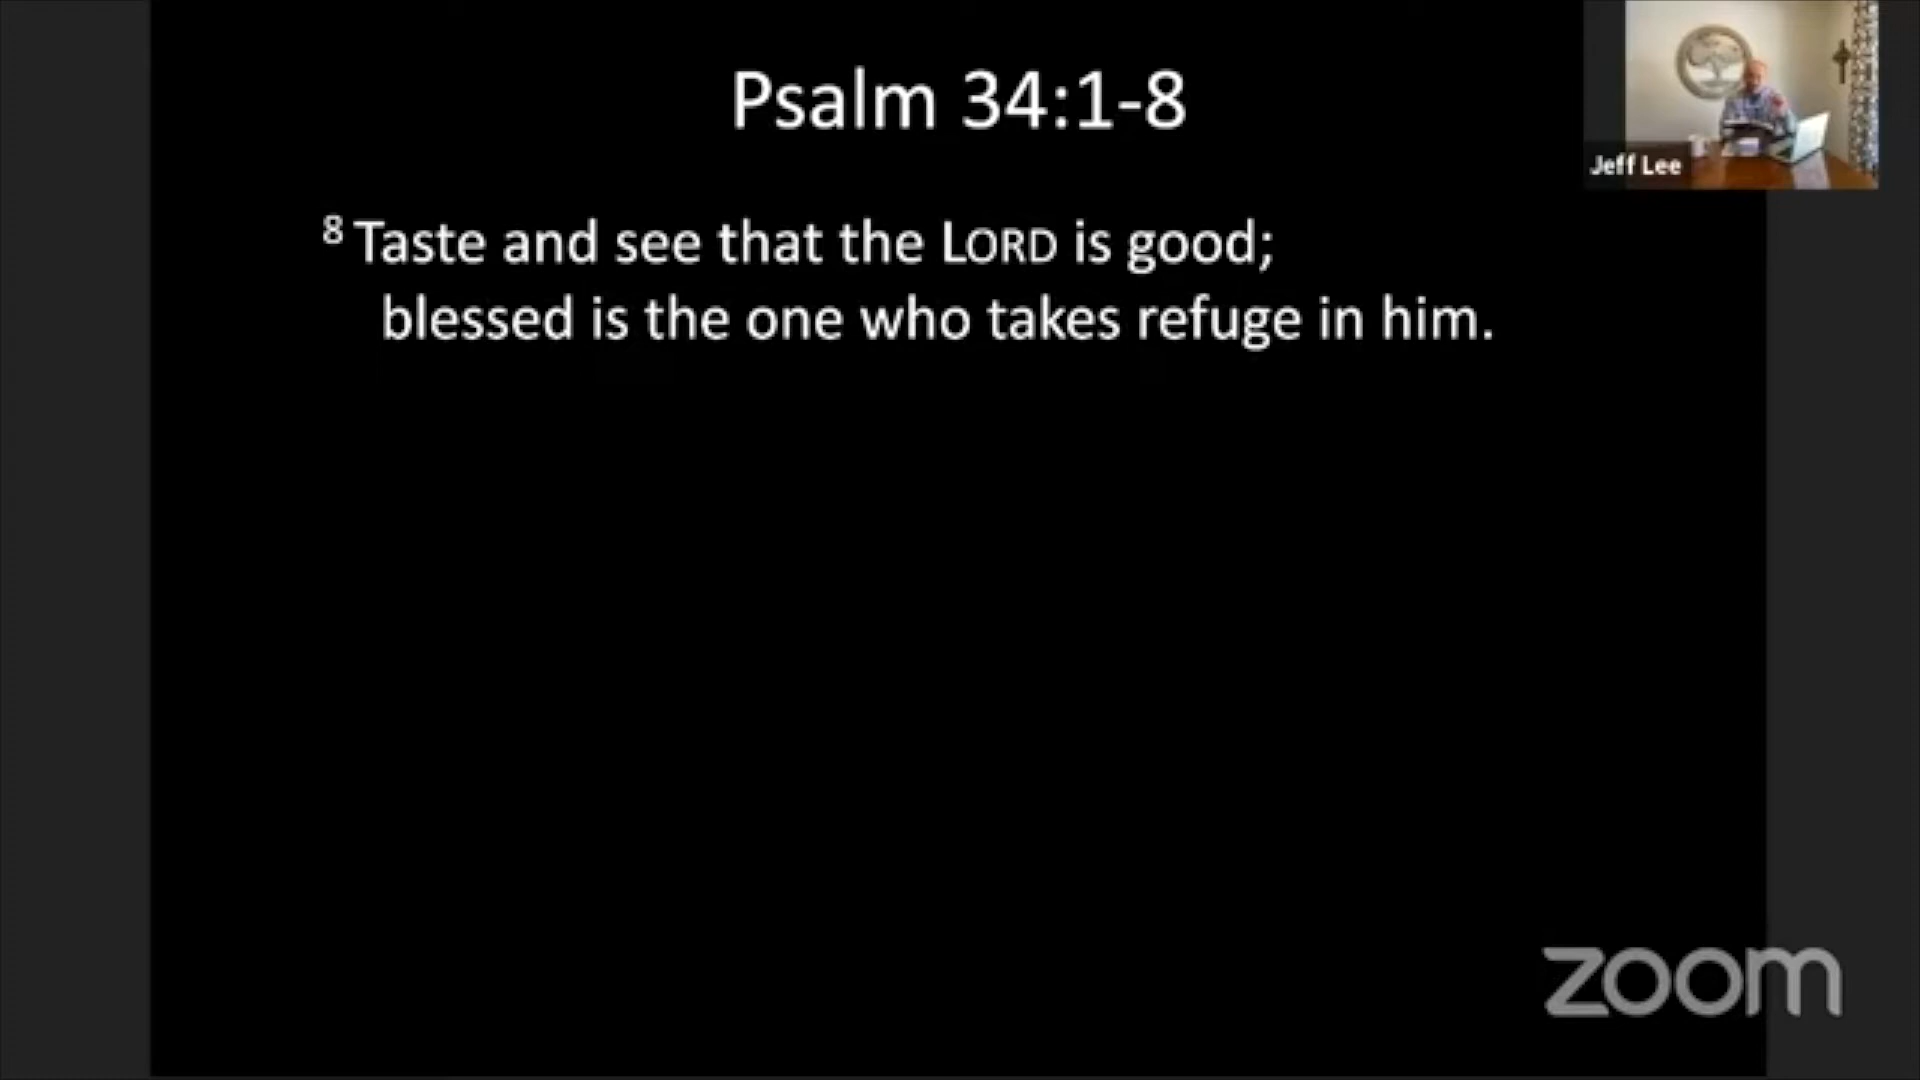 Psalm 34:1-8
Jeff Lee
8 Taste and see that the LORD is good;
blessed is the one who takes refuge in him.
zoom